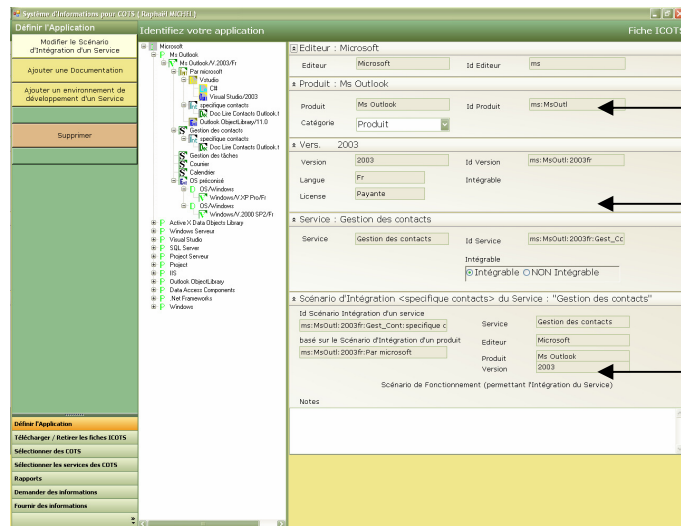 Système d'Informations pour COTS ( Raphaël MICHEL )
Définir l'Application
Identifiez votre application
Fiche ICOTS
Modifier le Scénario
d'Intégration d'un Service
Ajouter une Documentation
Ajouter un environnement de
développement d'un Service
Supprimer
Définir l'Application
Télécharger / Retirer les fiches ICOTS
Sélectionner des COTS
Sélectionner les services des COTS
Rapports
Demander des informations
Fournir des informations
Microsoft
Ms Outlook
Ms Outlook/V.2003/Fr
Par microsoft
Vstudio
C#
Visual Studio/2003
specifique contacts
Doc Lire Contacts Outlook.t
Outlook ObjectLibrary/11.0
Gestion des contacts
specifique contacts
Doc Lire Contacts Outlook.t
Gestion des tâches
Courrier
Calendrier
OS préconisé
OS/Windows
Windows/V.XP Pro/Fr
OS/Windows
Windows/V.2000 SP2/Fr
Active X Data Objects Library
Windows Serveur
Visual Studio
SQL Server
Project Serveur
Project
IIS
Outlook ObjectLibrary
Data Access Components
.Net Frameworks
Windows
Editeur : Microsoft
Editeur Microsoft Id Editeur ms
Produit : Ms Outlook
Produit Ms Outlook Id Produit ms:MsOutl
Catégorie Produit
Vers. 2003
Version 2003 Id Version ms:MsOutl:2003fr
Langue Fr Intégrable
License Payante
Service : Gestion des contacts
Service Gestion des contacts Id Service ms:MsOutl:2003fr:Gest_Cc
Intégrable
Intégrable NON Intégrable
Scénario d'Intégration <specifique contacts> du Service : "Gestion des contacts"
Id Scénario Intégration d'un service
ms:MsOutl:2003fr:Gest_Cont:specifique c
Service Gestion des contacts
basé sur le Scénario d'Intégration d'un produit
Editeur Microsoft
ms:MsOutl:2003fr:Par microsoft
Produit Ms Outlook
Version 2003
Scénario de Fonctionnement (permettant l'Intégration du Service)
Notes